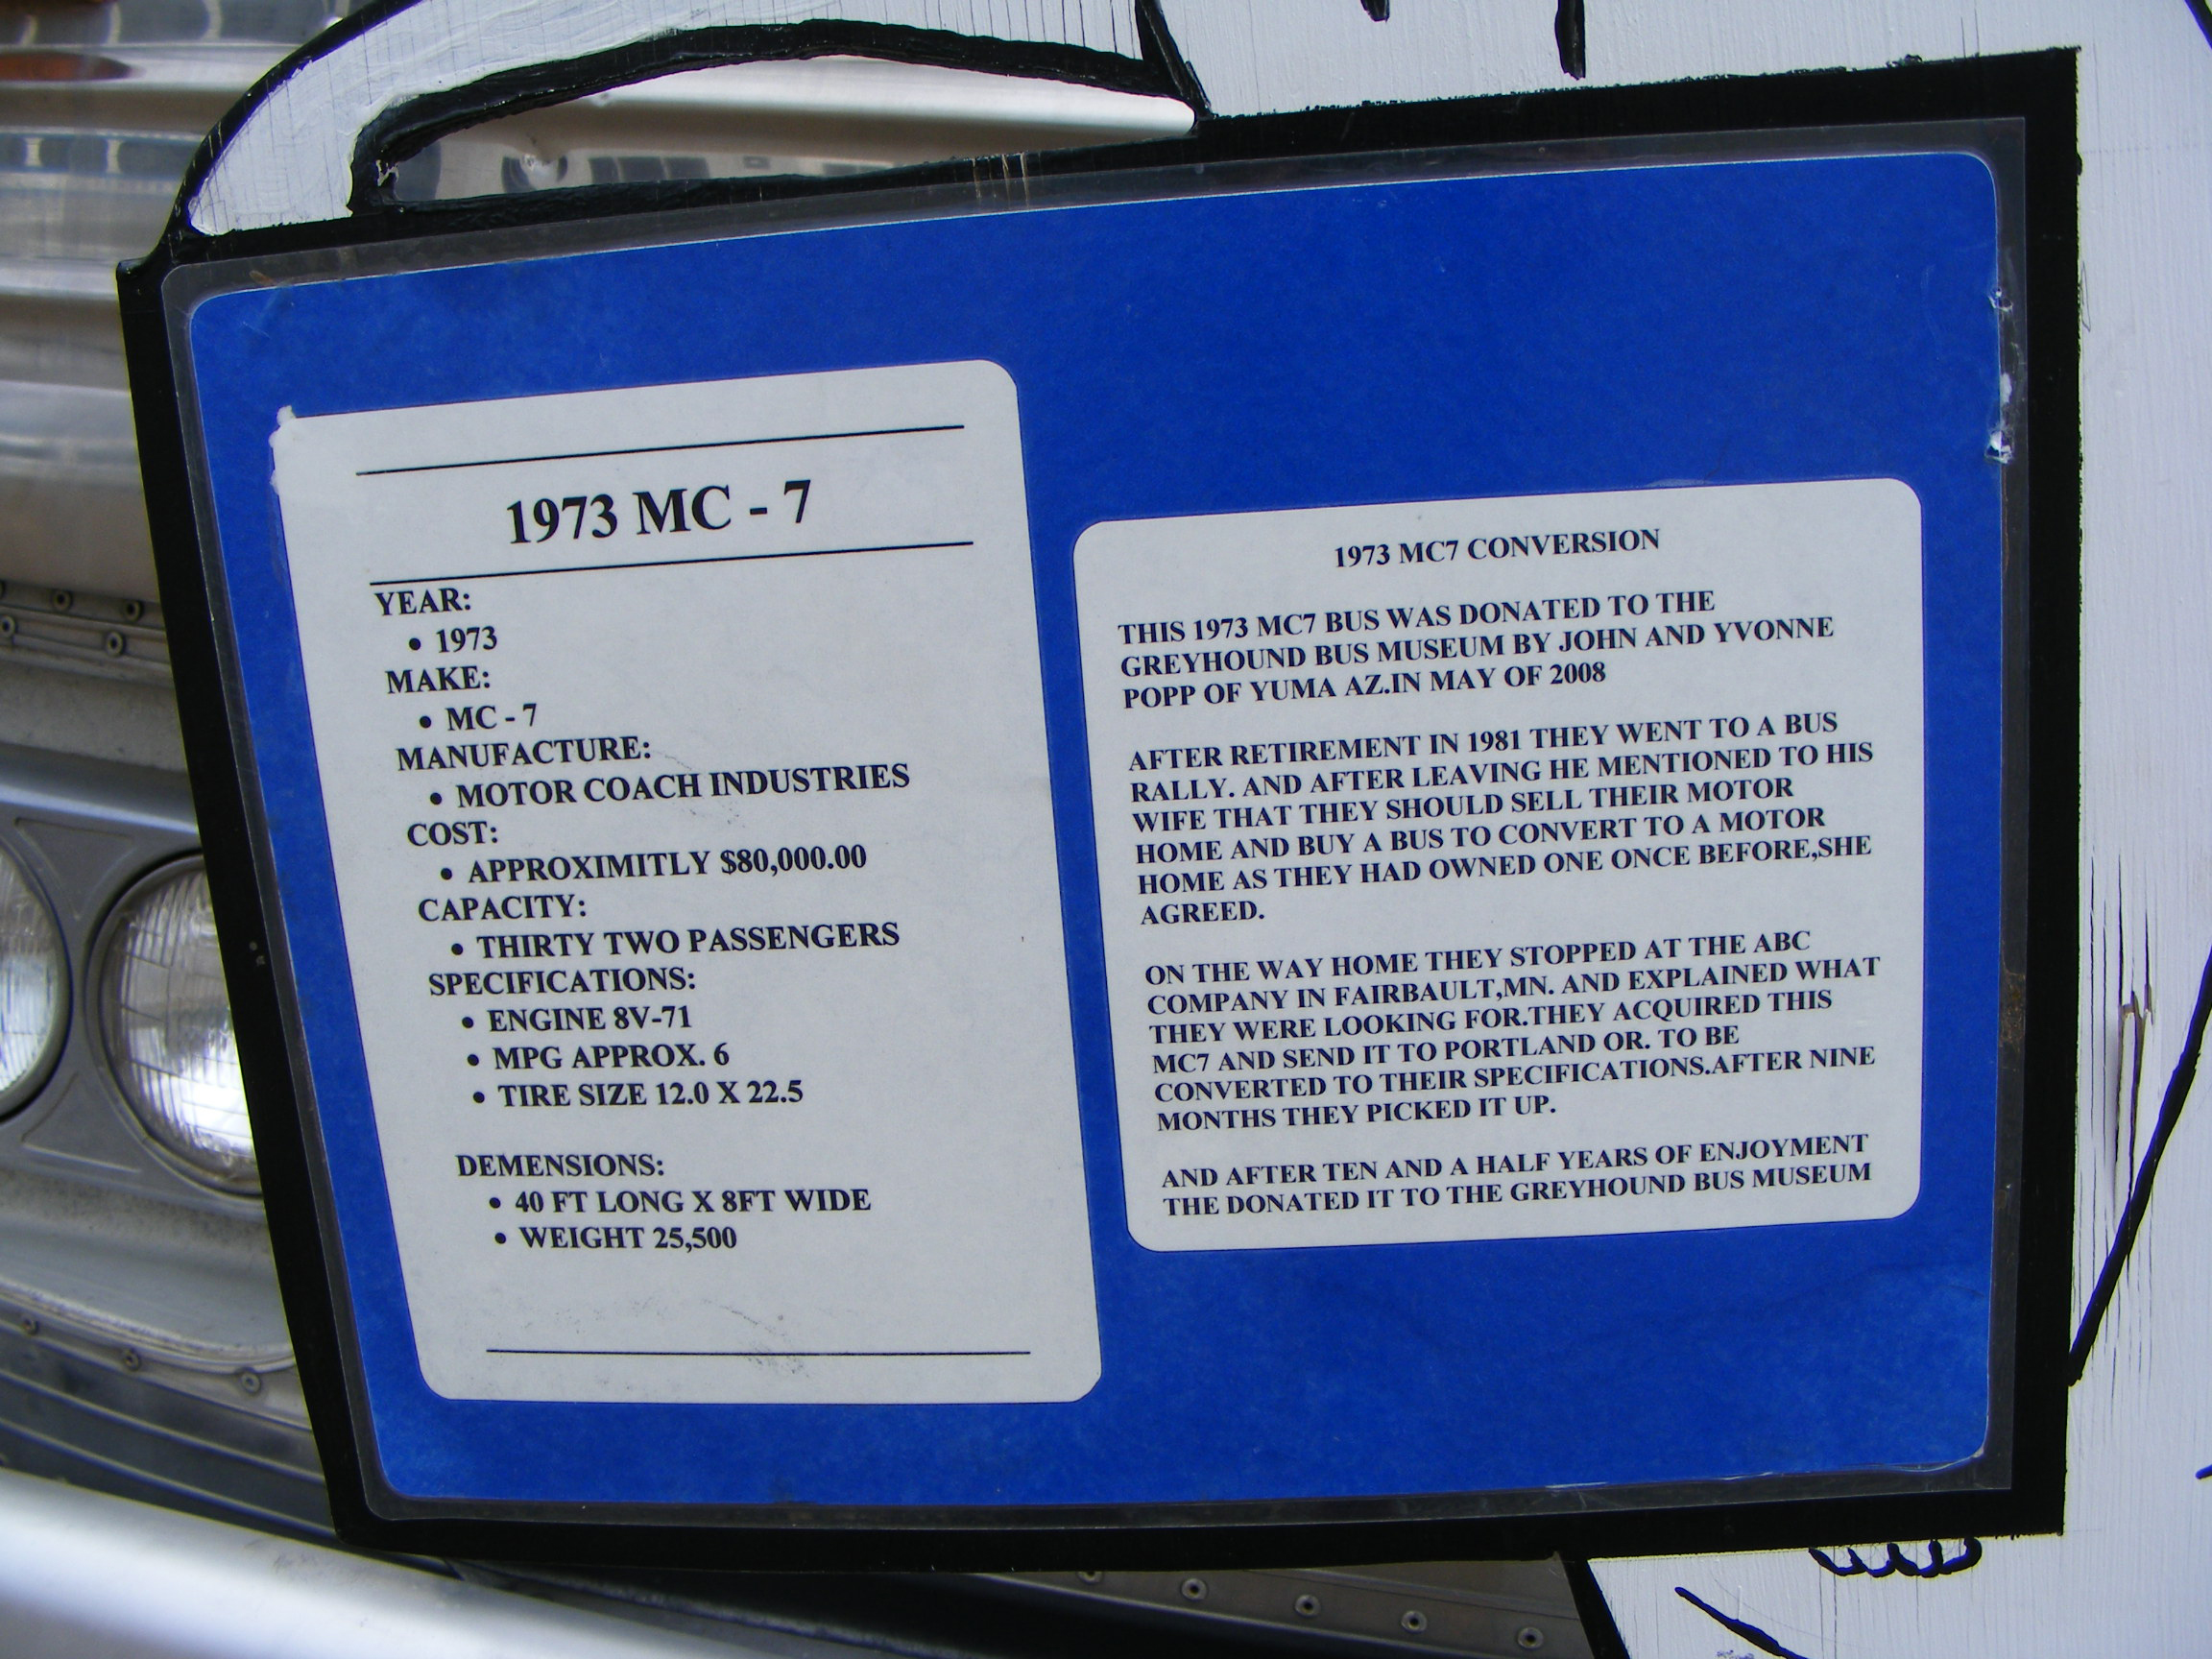 1973 MC - 7
YEAR:
• 1973
MAKE:
• MC - 7
MANUFACTURE:
• MOTOR COACH INDUSTRIES
COST:
• APPROXIMITLY $80,000.00
CAPACITY:
• THIRTY TWO PASSENGERS
SPECIFICATIONS:
• ENGINE 8V-71
• MPG APPROX. 6
• TIRE SIZE 12.0 X 22.5
DEMENSIONS:
• 40 FT LONG X 8FT WIDE
• WEIGHT 25,500
1973 MC7 CONVERSION
THIS 1973 MC7 BUS WAS DONATED TO THE
GREYHOUND BUS MUSEUM BY JOHN AND YVONNE
POPP OF YUMA AZ.IN MAY OF 2008
AFTER RETIREMENT IN 1981 THEY WENT TO A BUS
RALLY. AND AFTER LEAVING HE MENTIONED TO HIS
WIFE THAT THEY SHOULD SELL THEIR MOTOR
HOME AND BUY A BUS TO CONVERT TO A MOTOR
HOME AS THEY HAD OWNED ONE ONCE BEFORE,SHE
AGREED.
ON THE WAY HOME THEY STOPPED AT THE ABC
COMPANY IN FAIRBAULT,MN. AND EXPLAINED WHAT
THEY WERE LOOKING FOR.THEY ACQUIRED THIS
MC7 AND SEND IT TO PORTLAND OR. TO BE
CONVERTED TO THEIR SPECIFICATIONS.AFTER NINE
MONTHS THEY PICKED IT UP.
AND AFTER TEN AND A HALF YEARS OF ENJOYMENT
THE DONATED IT TO THE GREYHOUND BUS MUSEUM